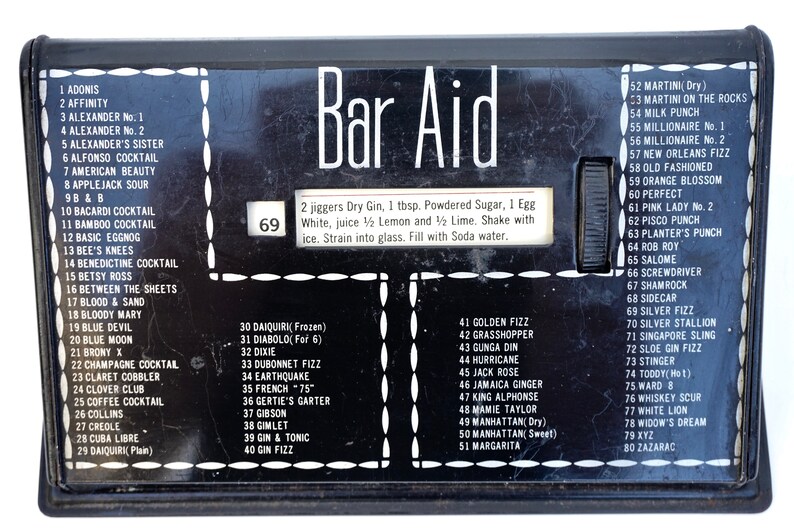 Bar Aid
69
2 jiggers Dry Gin, 1 tbsp. Powdered Sugar, 1 Egg
White, juice ½ Lemon and ½ Lime. Shake with
ice. Strain into glass. Fill with Soda water.
1 ADONIS
2 AFFINITY
3 ALEXANDER No. 1
4 ALEXANDER No. 2
5 ALEXANDER'S SISTER
6 ALFONSO COCKTAIL
7 AMERICAN BEAUTY
8 APPLEJACK SOUR
9 B & B
10 BACARDI COCKTAIL
11 BAMBOO COCKTAIL
12 BASIC EGGNOG
13 BEE'S KNEES
14 BENEDICTINE COCKTAIL
15 BETSY ROSS
16 BETWEEN THE SHEETS
17 BLOOD & SAND
18 BLOODY MARY
19 BLUE DEVIL
20 BLUE MOON
21 BRONY X
22 CHAMPAGNE COCKTAIL
23 CLARET COBBLER
24 CLOVER CLUB
25 COFFEE COCKTAIL
26 COLLINS
27 CREOLE
28 CUBA LIBRE
29 DAIQUIRI (Plain)
30 DAIQUIRI (Frozen)
31 DIABOLO (For 6)
32 DIXIE
33 DUBONNET FIZZ
34 EARTHQUAKE
35 FRENCH "75"
36 GERTIE'S GARTER
37 GIBSON
38 GIMLET
39 GIN & TONIC
40 GIN FIZZ
41 GOLDEN FIZZ
42 GRASSHOPPER
43 GUNGA DIN
44 HURRICANE
45 JACK ROSE
46 JAMAICA GINGER
47 KING ALPHONSE
48 MAMIE TAYLOR
49 MANHATTAN (Dry)
50 MANHATTAN (Sweet)
51 MARGARITA
52 MARTINI (Dry)
53 MARTINI ON THE ROCKS
54 MILK PUNCH
55 MILLIONAIRE No. 1
56 MILLIONAIRE No. 2
57 NEW ORLEANS FIZZ
58 OLD FASHIONED
59 ORANGE BLOSSOM
60 PERFECT
61 PINK LADY No. 2
62 PISCO PUNCH
63 PLANTER'S PUNCH
64 ROB ROY
65 SALOME
66 SCREWDRIVER
67 SHAMROCK
68 SIDECAR
69 SILVER FIZZ
70 SILVER STALLION
71 SINGAPORE SLING
72 SLOE GIN FIZZ
73 STINGER
74 TODDY (Hot)
75 WARD 8
76 WHISKEY SCUR
77 WHITE LION
78 WIDOW'S DREAM
79 XYZ
80 ZAZARAC